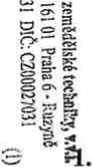 zemědělské techniky, v.v.i.
161 01 Praha 6 - Ruzyně
31 DIČ: CZ00027031